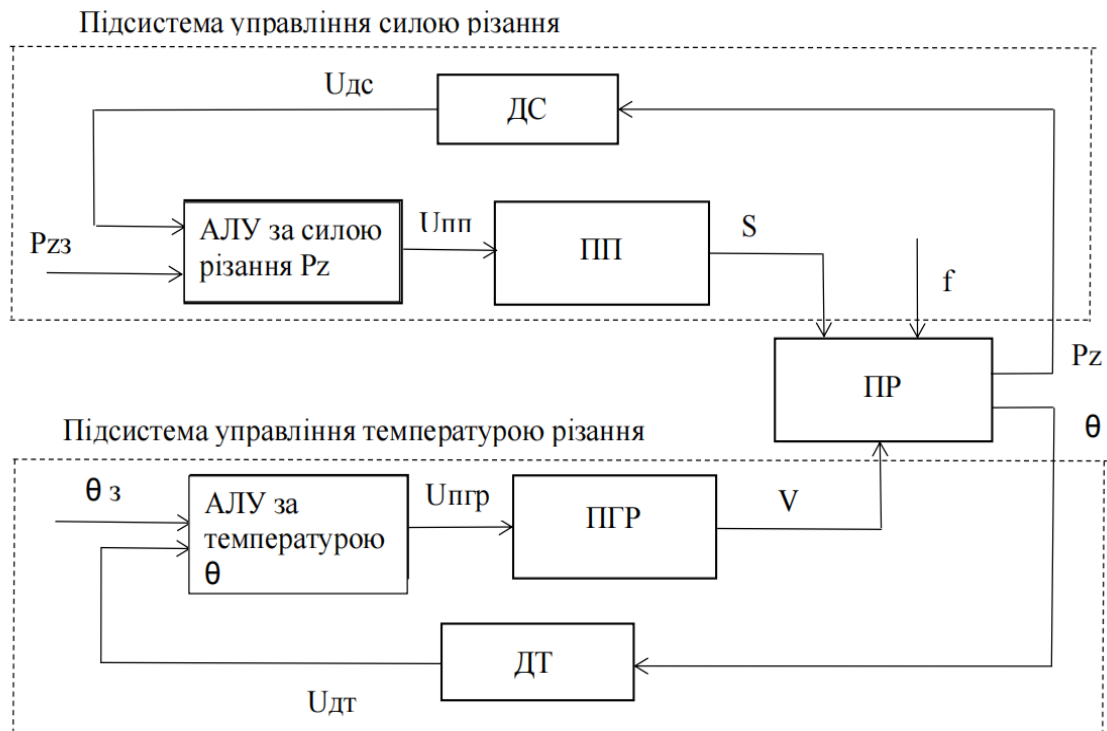 Підсистема управління силою різання
Uдс
ДС
Pzз
АЛУ за силою
різання Pz
Uпп
ПП
S
f
ПР
Pz
θ
Підсистема управління температурою різання
θ з
АЛУ за
температурою
θ
Uпгр
ПГР
V
ДТ
Uдт